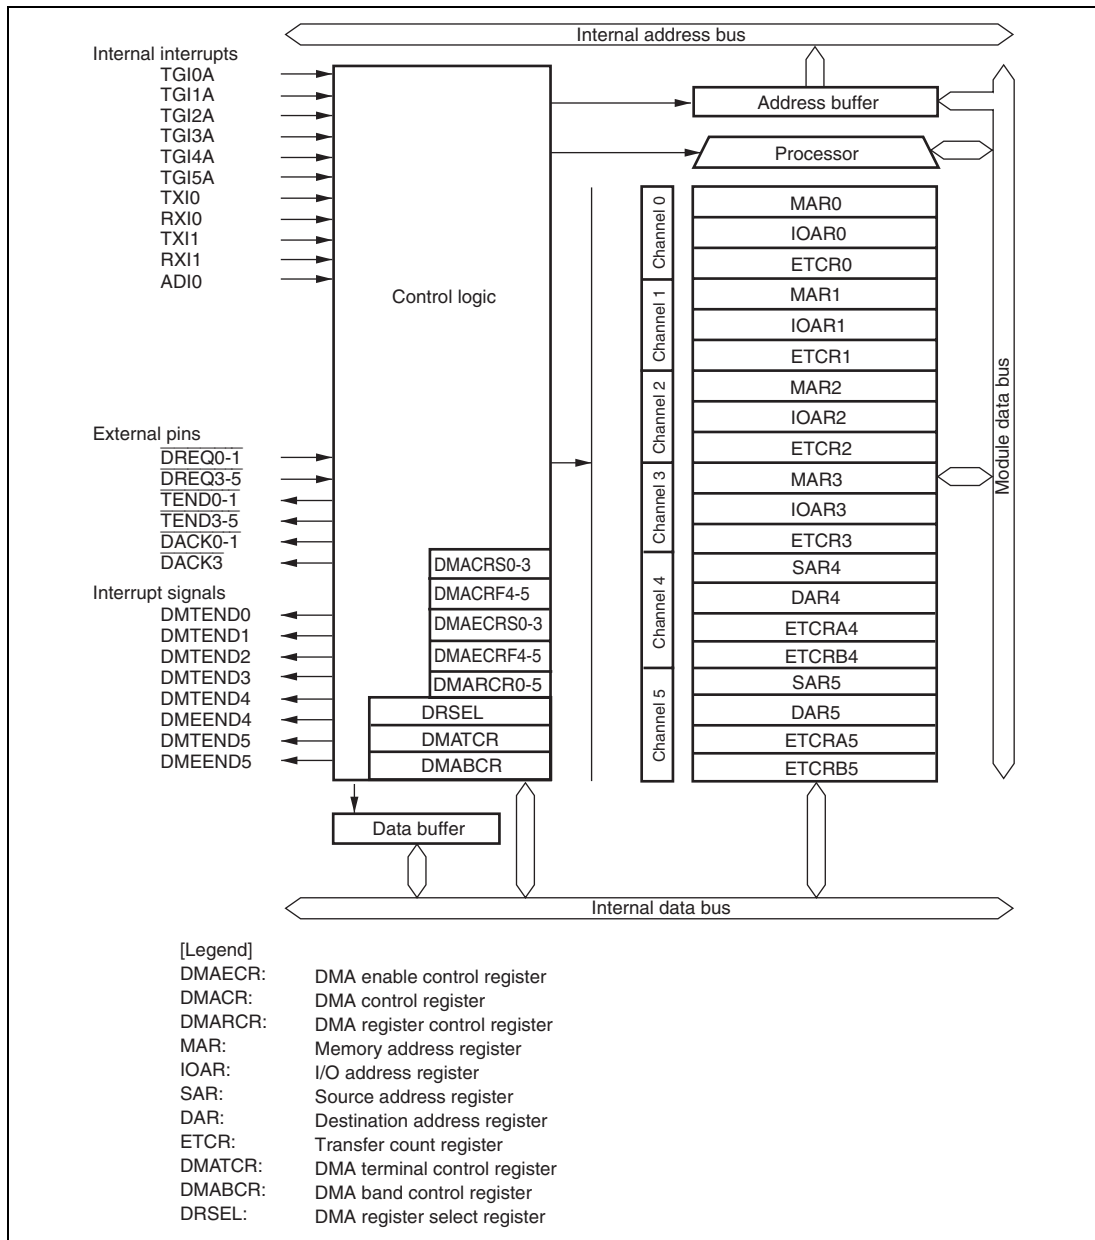 Internal address bus
Internal interrupts
TGI0A
TGI1A
TGI2A
TGI3A
TGI4A
TGI5A
TXI0
RXI0
TXI1
RXI1
ADI0
External pins
DREQ0-1
DREQ3-5
TEND0-1
TEND3-5
DACK0-1
DACK3
Interrupt signals
DMTEND0
DMTEND1
DMTEND2
DMTEND3
DMTEND4
DMEEND4
DMTEND5
DMEEND5
Control logic
DMACRS0-3
DMACRF4-5
DMAECRS0-3
DMAECRF4-5
DMARCR0-5
DRSEL
DMATCR
DMABCR
Data buffer
Address buffer
Processor
Channel 0
MAR0
IOAR0
ETCR0
Channel 1
MAR1
IOAR1
ETCR1
Channel 2
MAR2
IOAR2
ETCR2
Channel 3
MAR3
IOAR3
ETCR3
Channel 4
SAR4
DAR4
ETCRA4
ETCRB4
Channel 5
SAR5
DAR5
ETCRA5
ETCRB5
Module data bus
Internal data bus
[Legend]
DMAECR: DMA enable control register
DMACR: DMA control register
DMARCR: DMA register control register
MAR: Memory address register
IOAR: I/O address register
SAR: Source address register
DAR: Destination address register
ETCR: Transfer count register
DMATCR: DMA terminal control register
DMABCR: DMA band control register
DRSEL: DMA register select register